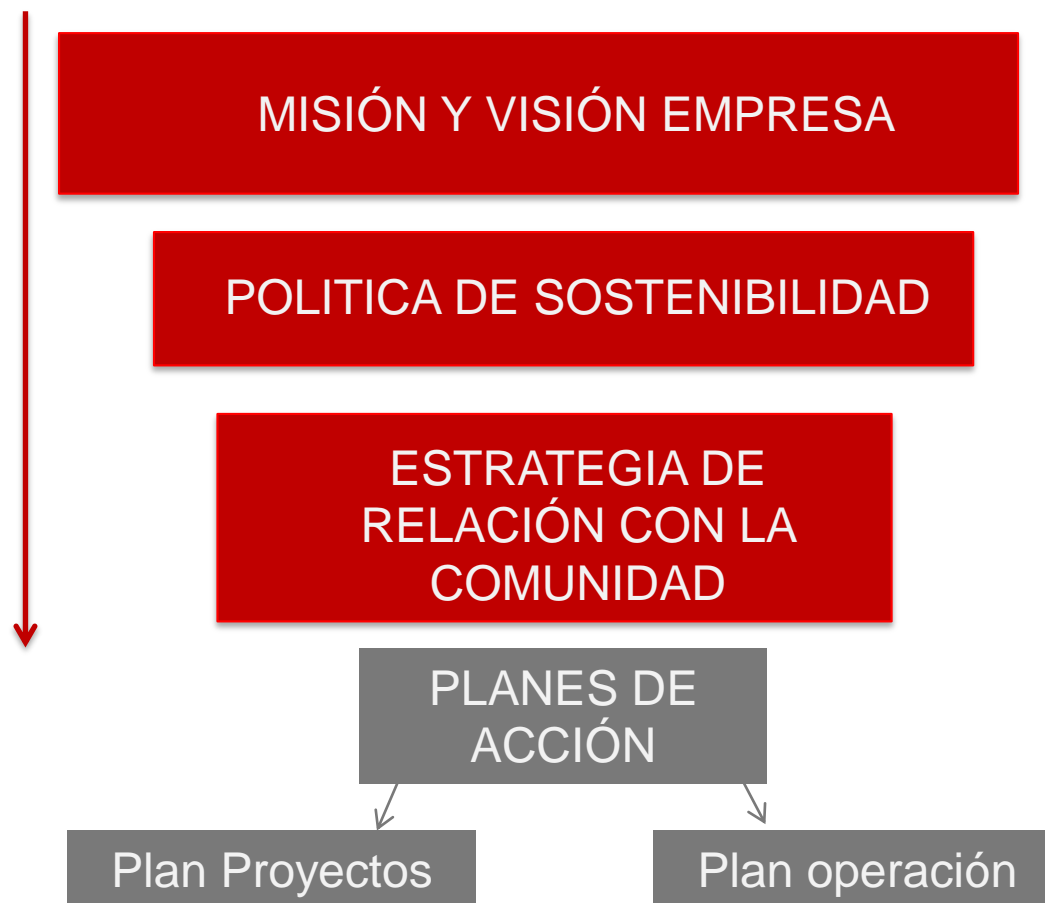 MISIÓN Y VISIÓN EMPRESA
POLITICA DE SOSTENIBILIDAD
ESTRATEGIA DE
RELACIÓN CON LA
COMUNIDAD
PLANES DE
ACCIÓN
Plan Proyectos
Plan operación